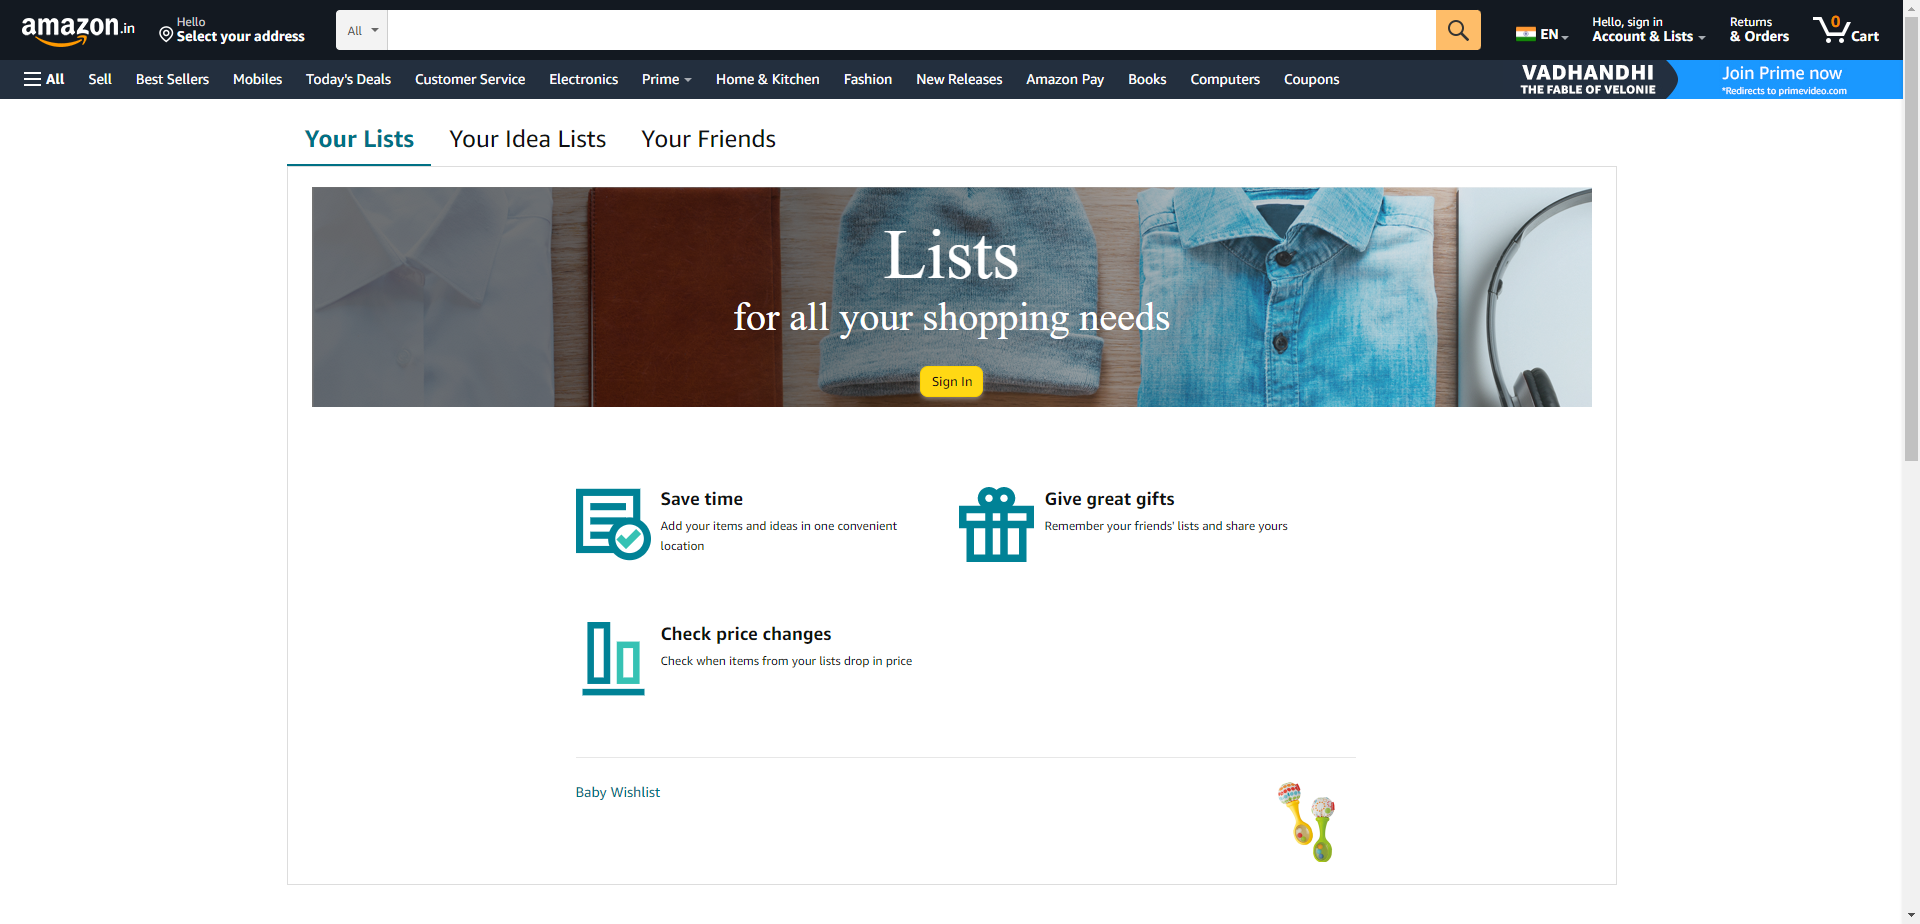 amazon.in
Hello
Select your address
All
EN
Hello, sign in
Account & Lists
Returns
& Orders
0
Cart
All
Sell
Best Sellers
Mobiles
Today's Deals
Customer Service
Electronics
Prime
Home & Kitchen
Fashion
New Releases
Amazon Pay
Books
Computers
Coupons
VADHANDHI
THE FABLE OF VELONIE
Join Prime now
*Redirects to primevideo.com
Your Lists
Your Idea Lists
Your Friends
Lists
for all your shopping needs
Sign In
Save time
Add your items and ideas in one convenient
location
Give great gifts
Remember your friends' lists and share yours
Check price changes
Check when items from your lists drop in price
Baby Wishlist